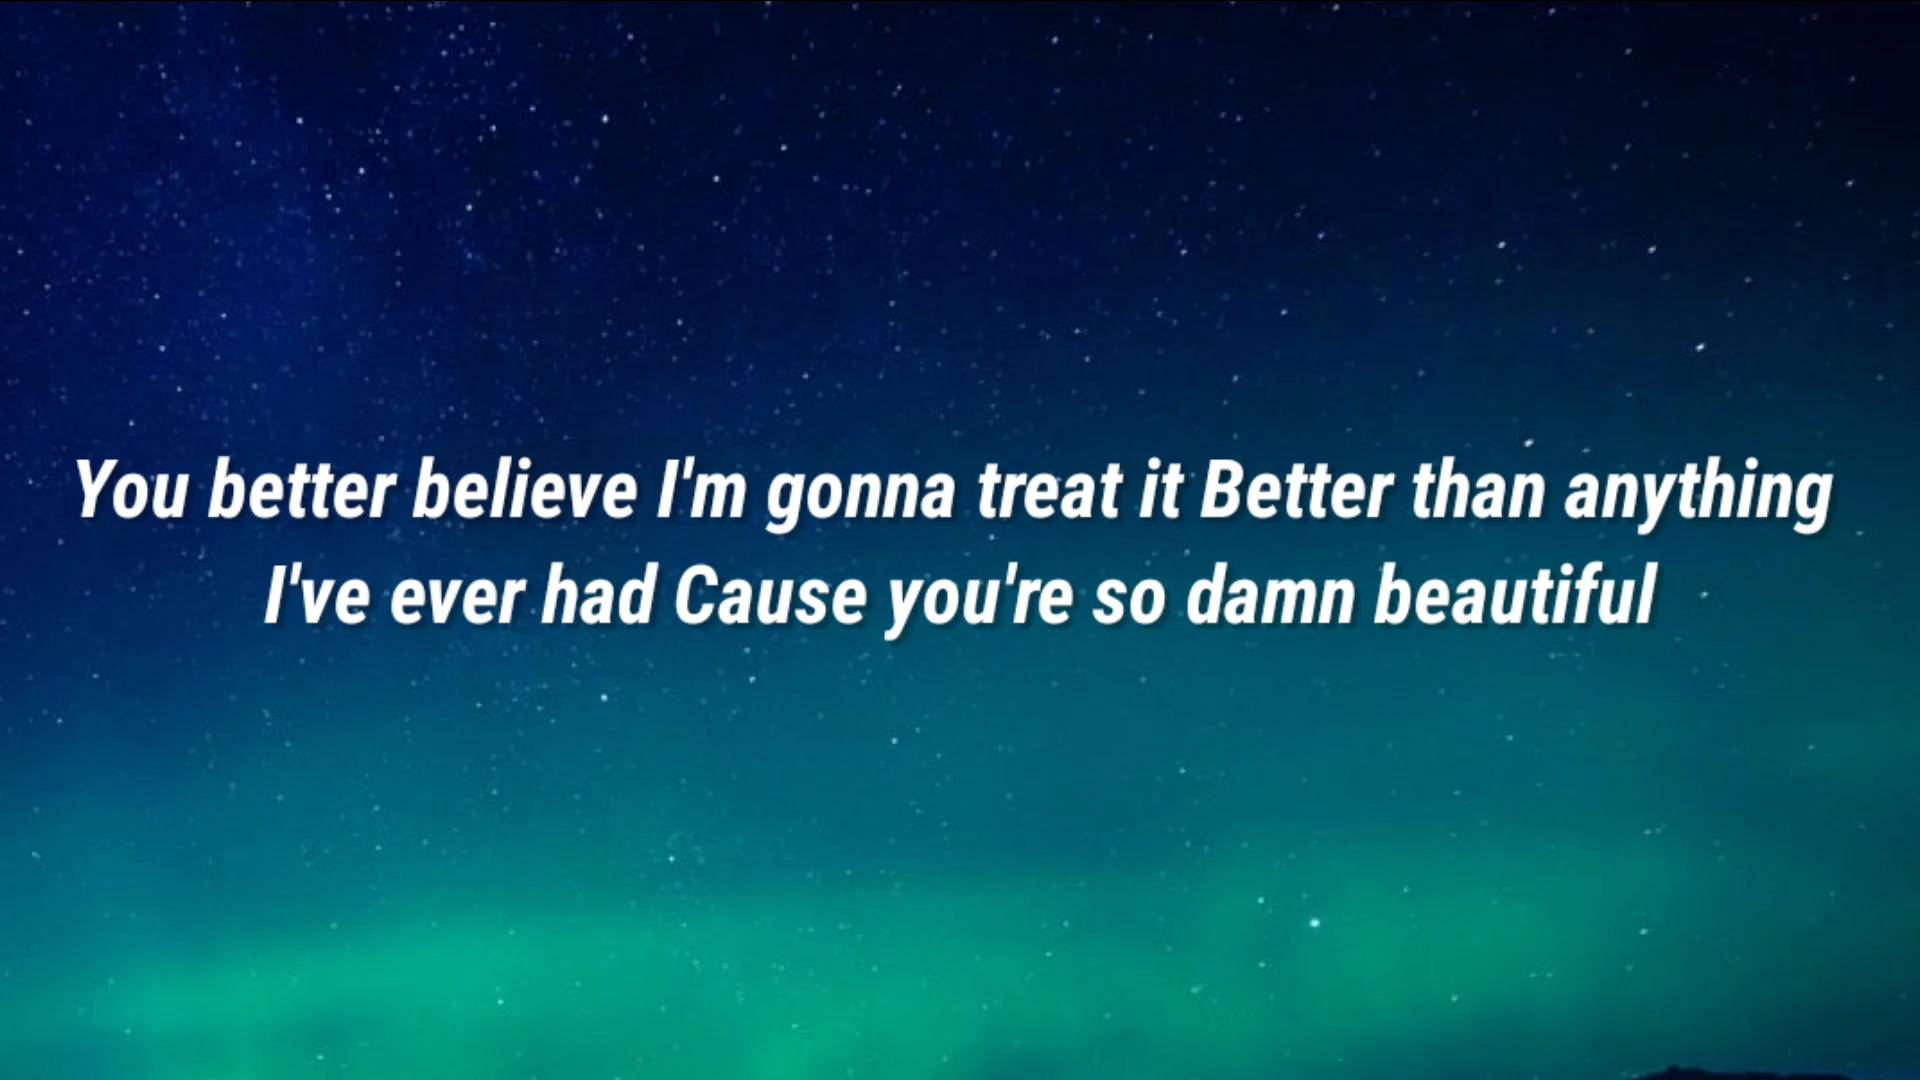 You better believe I'm gonna treat it Better than anything
I've ever had Cause you're so damn beautiful